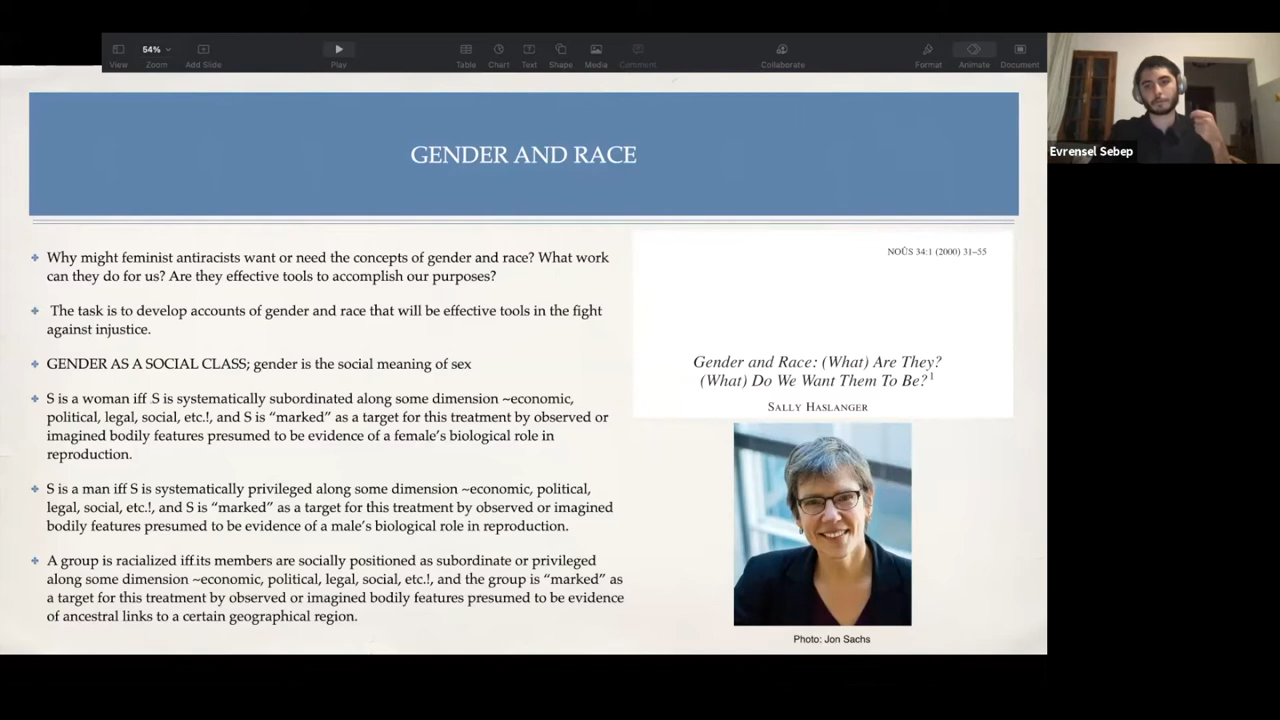 54%
View
Zoom
Add Slide
Play
Table
Chart
Text
Shape
Media
Comment
Collaborate
Format
Animate
Document
Evrensel Sebep
GENDER AND RACE
Why might feminist antiracists want or need the concepts of gender and race? What work
can they do for us? Are they effective tools to accomplish our purposes?
The task is to develop accounts of gender and race that will be effective tools in the fight
against injustice.
GENDER AS A SOCIAL CLASS; gender is the social meaning of sex
S is a woman iff S is systematically subordinated along some dimension ~economic,
political, legal, social, etc.!, and S is “marked” as a target for this treatment by observed or
imagined bodily features presumed to be evidence of a female’s biological role in
reproduction.
S is a man iff S is systematically privileged along some dimension ~economic, political,
legal, social, etc.!, and S is “marked” as a target for this treatment by observed or imagined
bodily features presumed to be evidence of a male’s biological role in reproduction.
A group is racialized iff its members are socially positioned as subordinate or privileged
along some dimension ~economic, political, legal, social, etc.!, and the group is “marked” as
a target for this treatment by observed or imagined bodily features presumed to be evidence
of ancestral links to a certain geographical region.
NOÛS 34:1 (2000) 31–55
Gender and Race: (What) Are They?
(What) Do We Want Them To Be?1
SALLY HASLANGER
Photo: Jon Sachs